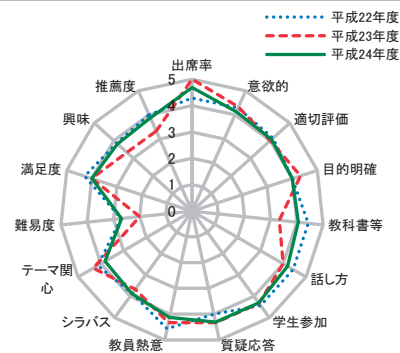 平成22年度
平成23年度
平成24年度
出席率
意欲的
適切評価
目的明確
教科書等
話し方
学生参加
質疑応答
教員熱意
シラバス
テーマ関
心
難易度
満足度
興味
推薦度
5
4
3
2
1
0